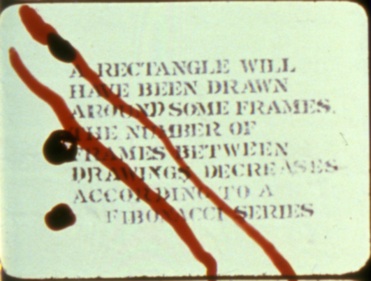 A RECTANGLE WILL
HAVE BEEN DRAWN
AROUND SOME FRAMES.
THE NUMBER OF
FRAMES BETWEEN
DRAWINGS DECREASES
ACCORDING TO A
FIBONACCI SERIES